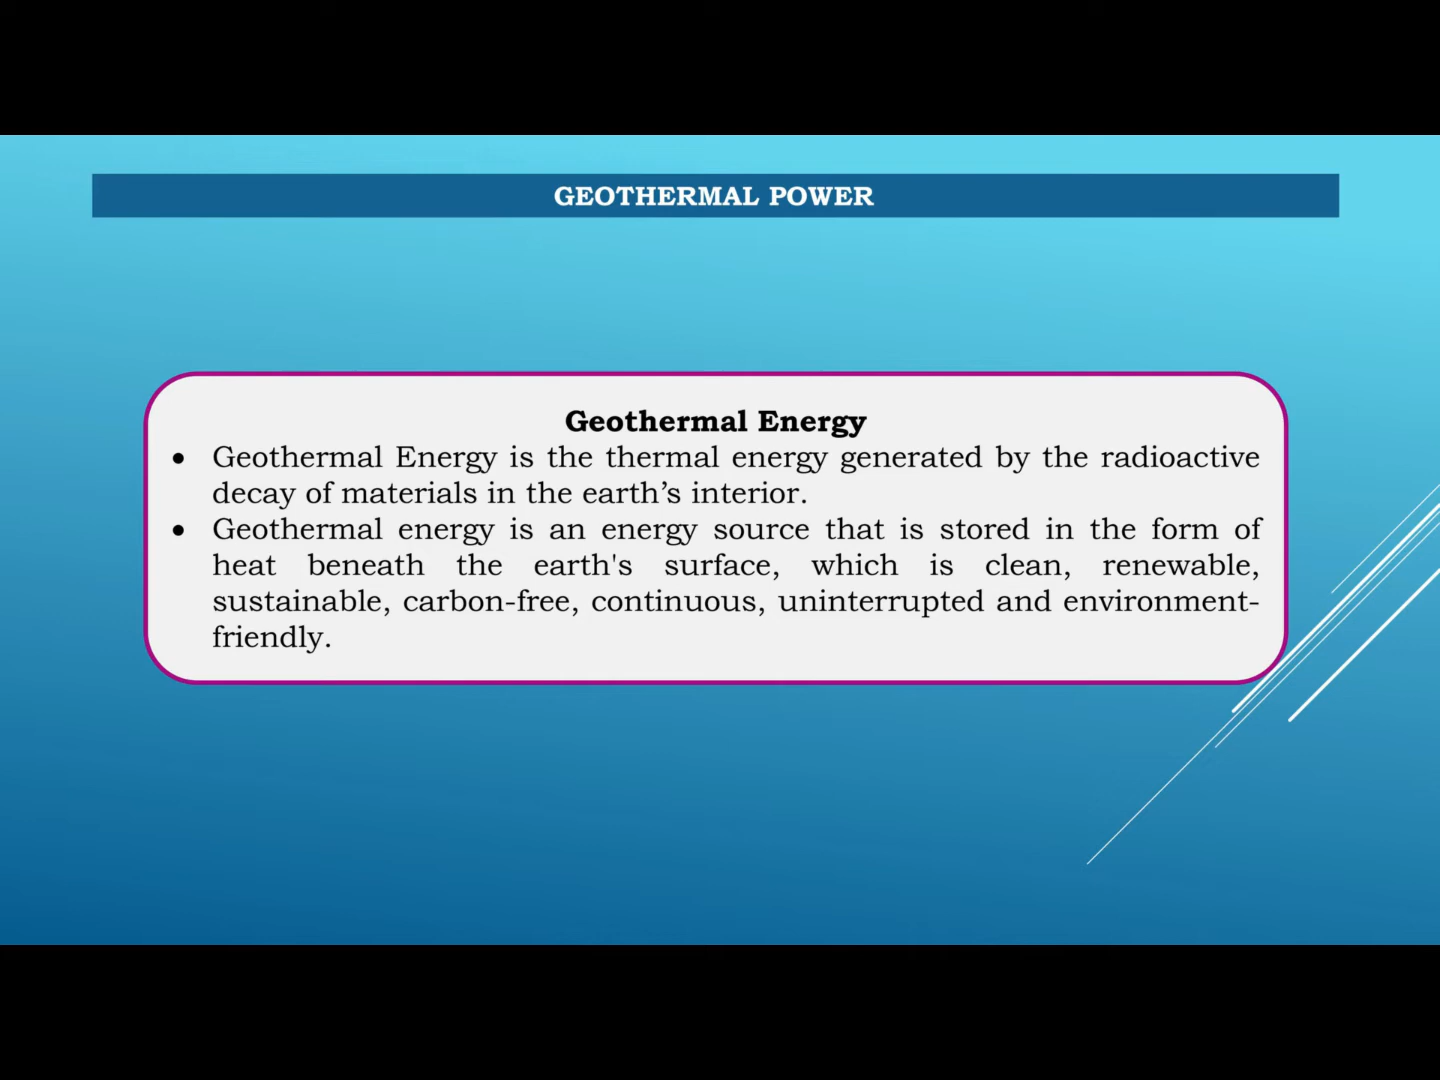 GEOTHERMAL POWER
Geothermal Energy
• Geothermal Energy is the thermal energy generated by the radioactive
decay of materials in the earth’s interior.
• Geothermal energy is an energy source that is stored in the form of
heat beneath the earth's surface, which is clean, renewable,
sustainable, carbon-free, continuous, uninterrupted and environment-
friendly.